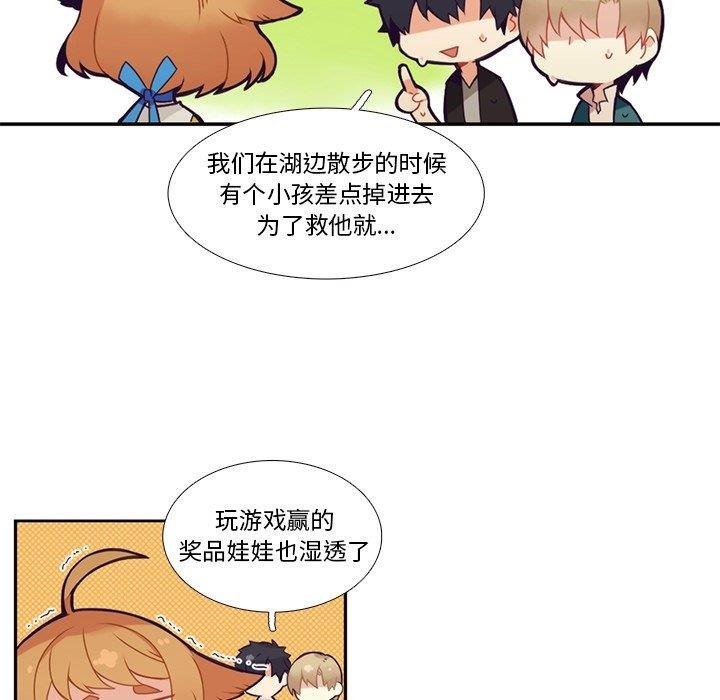 我们在湖边散步的时候
有个小孩差点掉进去
为了救他就...
玩游戏赢的
奖品娃娃也湿透了